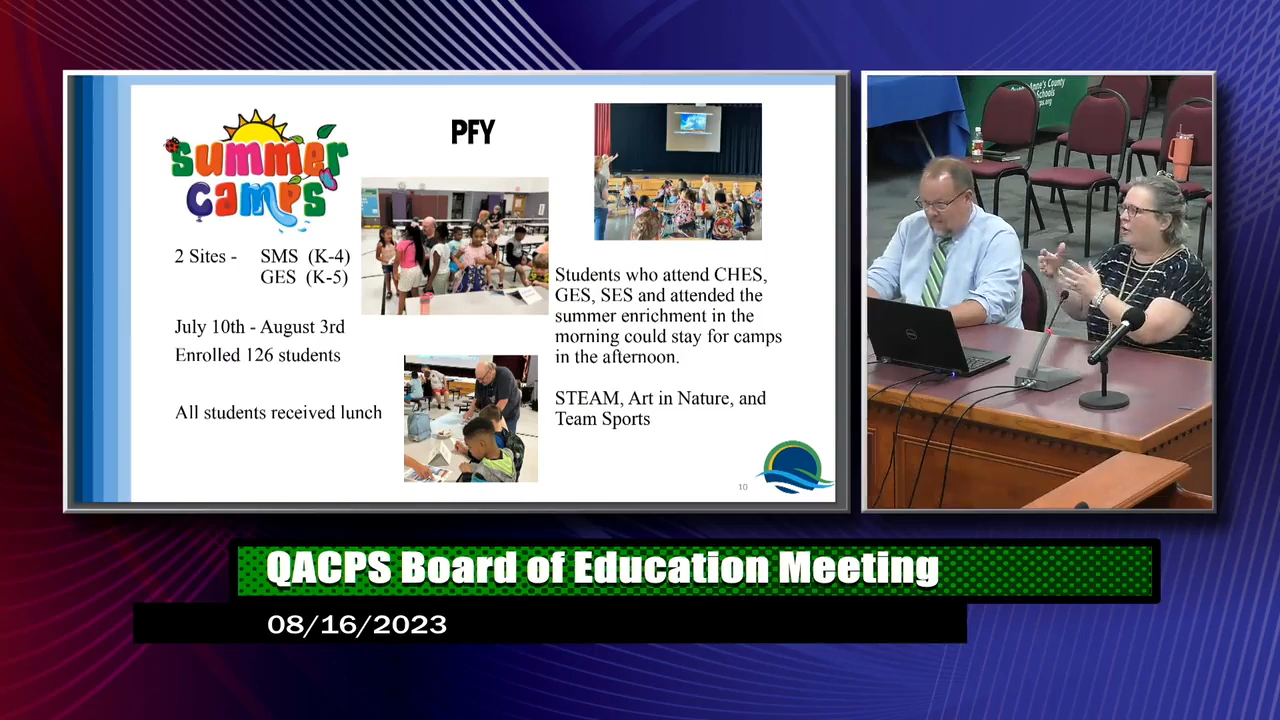 summer
camps
PFY
2 Sites - SMS (K-4)
GES (K-5)
July 10th - August 3rd
Enrolled 126 students
All students received lunch
Students who attend CHES,
GES, SES and attended the
summer enrichment in the
morning could stay for camps
in the afternoon.
STEAM, Art in Nature, and
Team Sports
10
Anne's County
Schools
QACPS Board of Education Meeting
08/16/2023